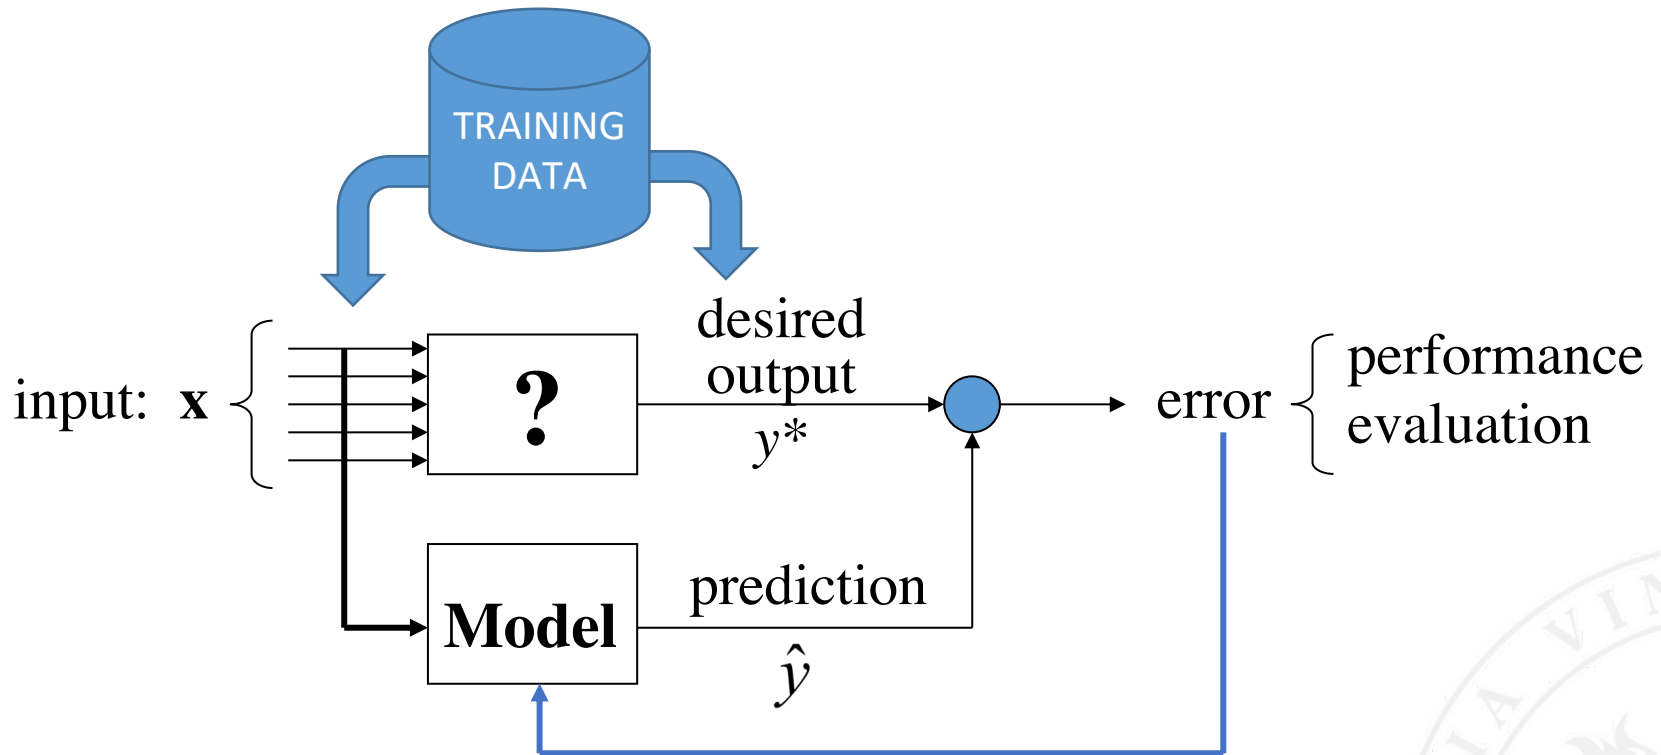 TRAINING
DATA
desired
output
y*
input: x
?
error
performance
evaluation
prediction
ŷ
Model